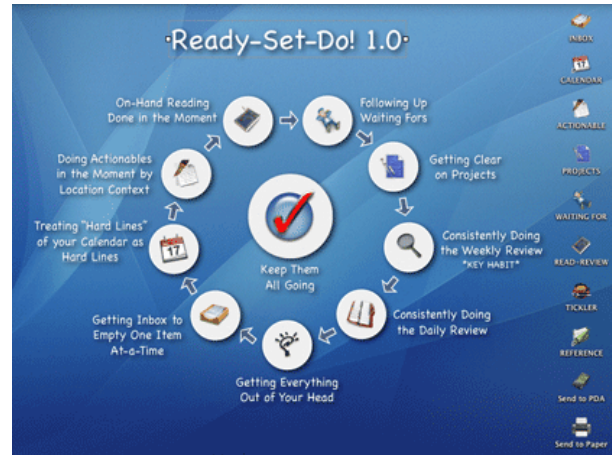 Ready-Set-Do! 1.0
On-Hand Reading
Done in the Moment
Following Up
Waiting Fors
Getting Clear
on Projects
Consistently Doing
the Weekly Review
*KEY HABIT*
Consistently Doing
the Daily Review
Getting Everything
Out of Your Head
Getting Inbox to
Empty One Item
At-a-Time
Treating "Hard Lines"
of your Calendar as
Hard Lines
Doing Actionables
in the Moment by
Location Context
Keep Them
All Going
17
INBOX
17
CALENDAR
ACTIONABLE
PROJECTS
WAITING FOR
READ-REVIEW
TICKLER
REFERENCE
Send to PDA
Send to Paper